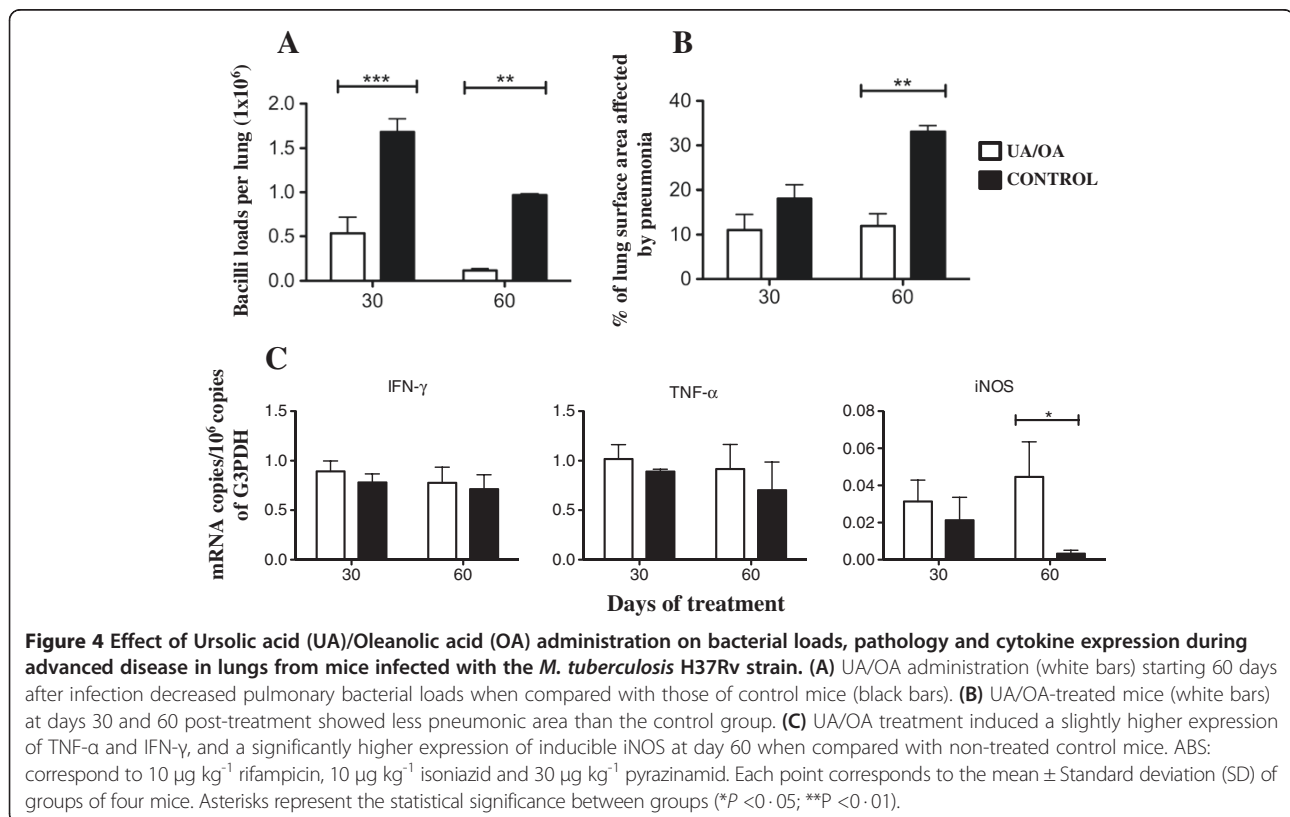 A
B
***
**
**
Bacilli loads per lung (1x10⁶)
2.0
1.5
1.0
0.5
0.0
30
60
% of lung surface area affected
by pneumonia
40
30
20
10
0
30
60
UA/OA
CONTROL
C
mRNA copies/10⁶ copies
of G3PDH
IFN-γ
1.5
1.0
0.5
0.0
30
60
TNF-α
1.5
1.0
0.5
0.0
30
60
iNOS
*
0.08
0.06
0.04
0.02
0.00
30
60
Days of treatment
Figure 4 Effect of Ursolic acid (UA)/Oleanolic acid (OA) administration on bacterial loads, pathology and cytokine expression during
advanced disease in lungs from mice infected with the M. tuberculosis H37Rv strain. (A) UA/OA administration (white bars) starting 60 days
after infection decreased pulmonary bacterial loads when compared with those of control mice (black bars). (B) UA/OA-treated mice (white bars)
at days 30 and 60 post-treatment showed less pneumonic area than the control group. (C) UA/OA treatment induced a slightly higher expression
of TNF-α and IFN-γ, and a significantly higher expression of inducible iNOS at day 60 when compared with non-treated control mice. ABS:
correspond to 10 μg kg⁻¹ rifampicin, 10 μg kg⁻¹ isoniazid and 30 μg kg⁻¹ pyrazinamid. Each point corresponds to the mean ± Standard deviation (SD) of
groups of four mice. Asterisks represent the statistical significance between groups (*P <0·05; **P <0·01).